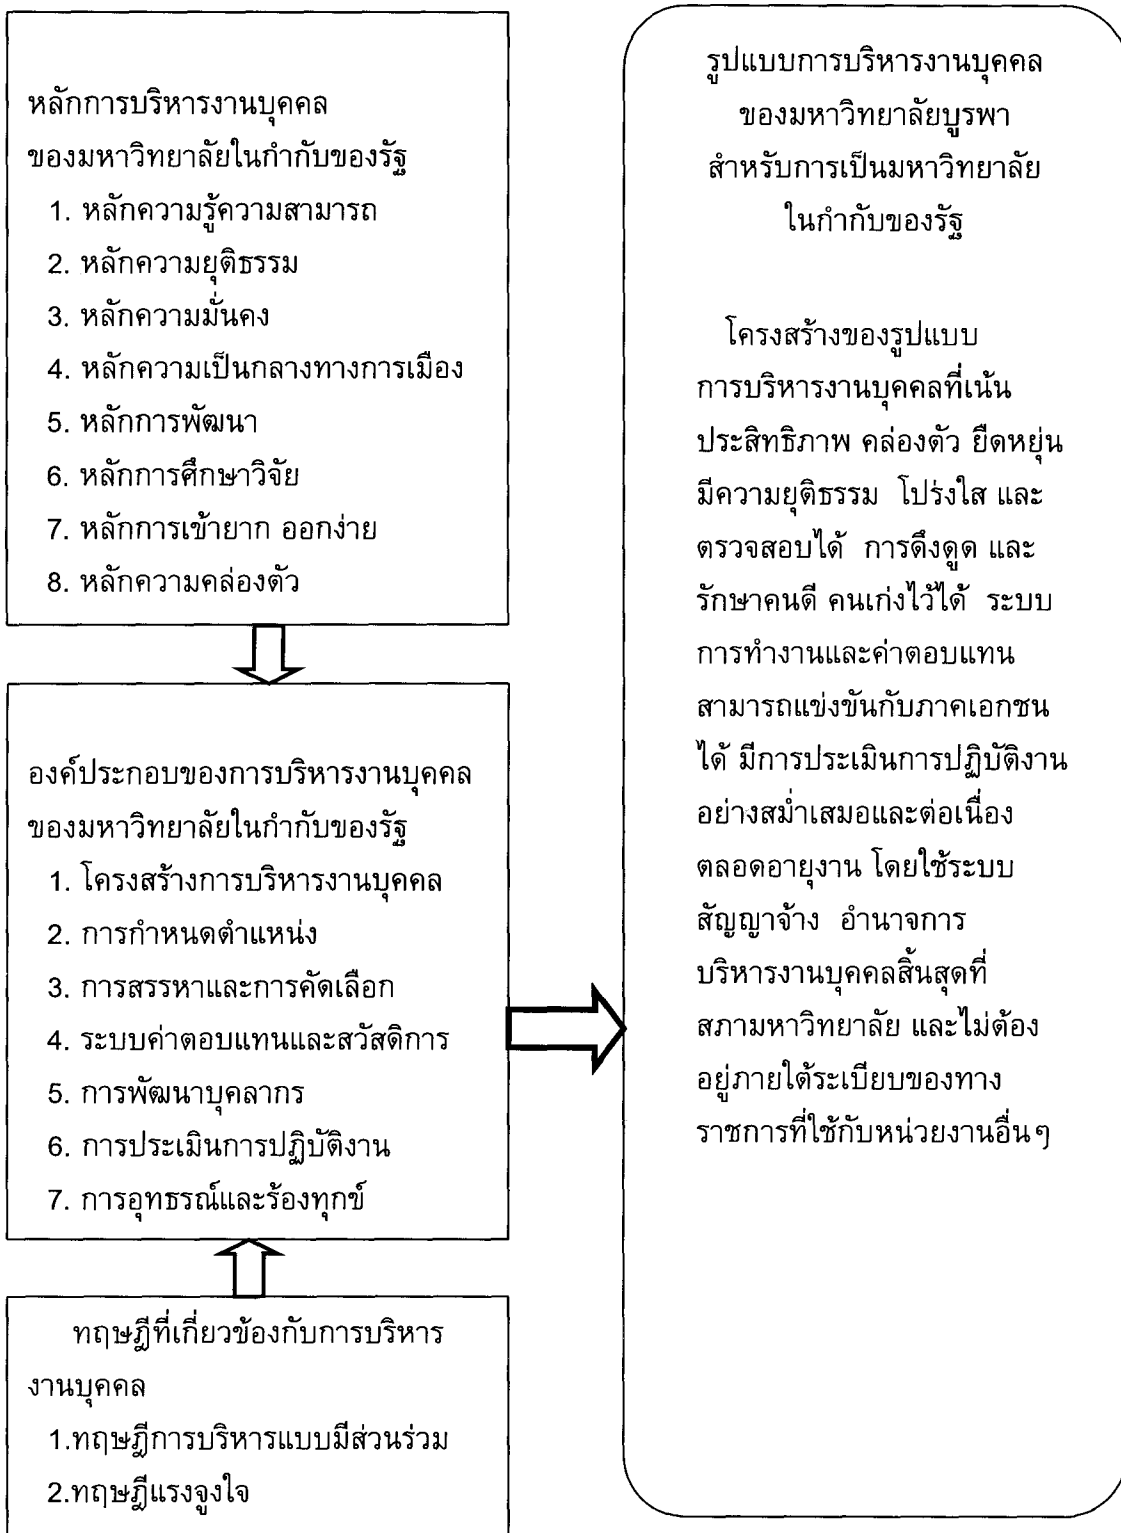 หลักการบริหารงานบุคคล
ของมหาวิทยาลัยในกำกับของรัฐ
1. หลักความรู้ความสามารถ
2. หลักความยุติธรรม
3. หลักความมั่นคง
4. หลักความเป็นกลางทางการเมือง
5. หลักการพัฒนา
6. หลักการศึกษาวิจัย
7. หลักการเข้ายาก ออกง่าย
8. หลักความคล่องตัว
องค์ประกอบของการบริหารงานบุคคล
ของมหาวิทยาลัยในกำกับของรัฐ
1. โครงสร้างการบริหารงานบุคคล
2. การกำหนดตำแหน่ง
3. การสรรหาและการคัดเลือก
4. ระบบค่าตอบแทนและสวัสดิการ
5. การพัฒนาบุคลากร
6. การประเมินการปฏิบัติงาน
7. การอุทธรณ์และร้องทุกข์
ทฤษฎีที่เกี่ยวข้องกับการบริหาร
งานบุคคล
1.ทฤษฎีการบริหารแบบมีส่วนร่วม
2.ทฤษฎีแรงจูงใจ
รูปแบบการบริหารงานบุคคล
ของมหาวิทยาลัยบูรพา
สำหรับการเป็นมหาวิทยาลัย
ในกำกับของรัฐ
โครงสร้างของรูปแบบ
การบริหารงานบุคคลที่เน้น
ประสิทธิภาพ คล่องตัว ยืดหยุ่น
มีความยุติธรรม โปร่งใส และ
ตรวจสอบได้ การดึงดูด และ
รักษาคนดี คนเก่งไว้ได้ ระบบ
การทำงานและค่าตอบแทน
สามารถแข่งขันกับภาคเอกชน
ได้ มีการประเมินการปฏิบัติงาน
อย่างสม่ำเสมอและต่อเนื่อง
ตลอดอายุงาน โดยใช้ระบบ
สัญญาจ้าง อำนาจการ
บริหารงานบุคคลสิ้นสุดที่
สภามหาวิทยาลัย และไม่ต้อง
อยู่ภายใต้ระเบียบของทาง
ราชการที่ใช้กับหน่วยงานอื่นๆ